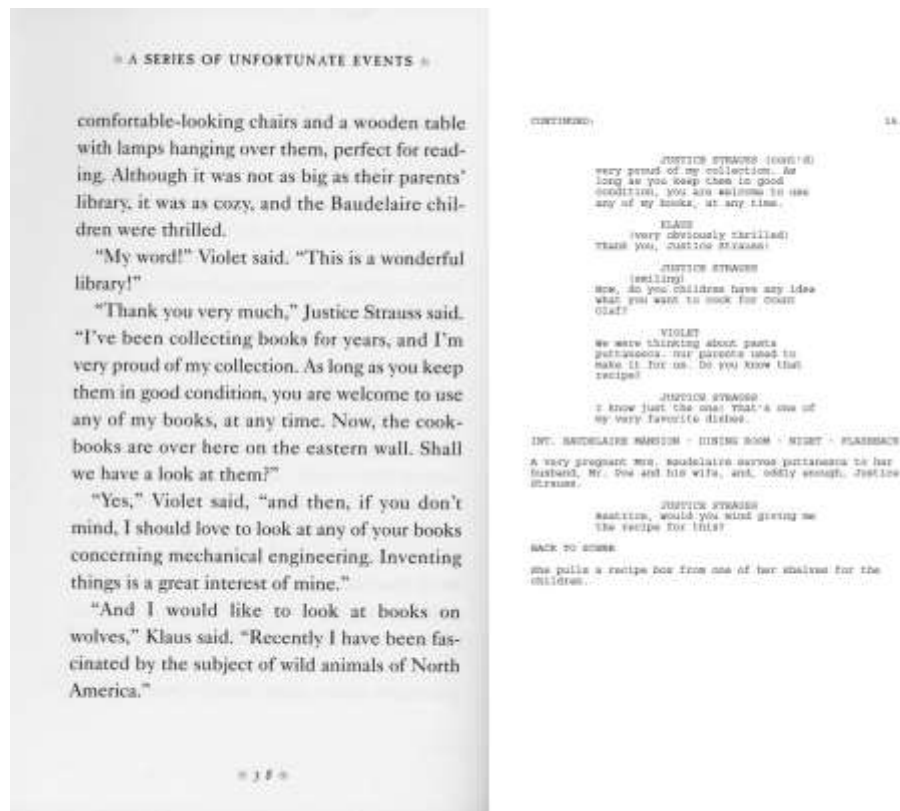 A SERIES OF UNFORTUNATE EVENTS
comfortable-looking chairs and a wooden table
with lamps hanging over them, perfect for read-
ing. Although it was not as big as their parents'
library, it was as cozy, and the Baudelaire chil-
dren were thrilled.
"My word!" Violet said. "This is a wonderful
library!"
"Thank you very much," Justice Strauss said.
"I've been collecting books for years, and I'm
very proud of my collection. As long as you keep
them in good condition, you are welcome to use
any of my books, at any time. Now, the cook-
books are over here on the eastern wall. Shall
we have a look at them?"
"Yes," Violet said, "and then, if you don't
mind, I should love to look at any of your books
concerning mechanical engineering. Inventing
things is a great interest of mine."
"And I would like to look at books on
wolves," Klaus said. "Recently I have been fas-
cinated by the subject of wild animals of North
America."
38
CONTINUED:
JUSTICE STRAUSS (cont'd)
very proud of my collection. As
long as you keep them in good
condition, you are welcome to use
any of my books, at any time.
KLAUS
(very obviously thrilled)
Thank you, Justice Strauss!
JUSTICE STRAUSS
(smiling)
Now, do you children have any idea
what you want to cook for Count
Olaf?
VIOLET
We were thinking about pasta
puttanesca. Our parents used to
make it for us. Do you know that
recipe?
JUSTICE STRAUSS
I know just the one! That's one of
my very favorite dishes.
INT. BAUDELAIRE MANSION - DINING ROOM - NIGHT - FLASHBACK
A very pregnant Mrs. Baudelaire serves puttanesca to her
husband, Mr. Poe and his wife, and, oddly enough, Justice
Strauss.
JUSTICE STRAUSS
Beatrice, would you mind giving me
the recipe for this?
BACK TO SCENE
She pulls a recipe box from one of her shelves for the
children.